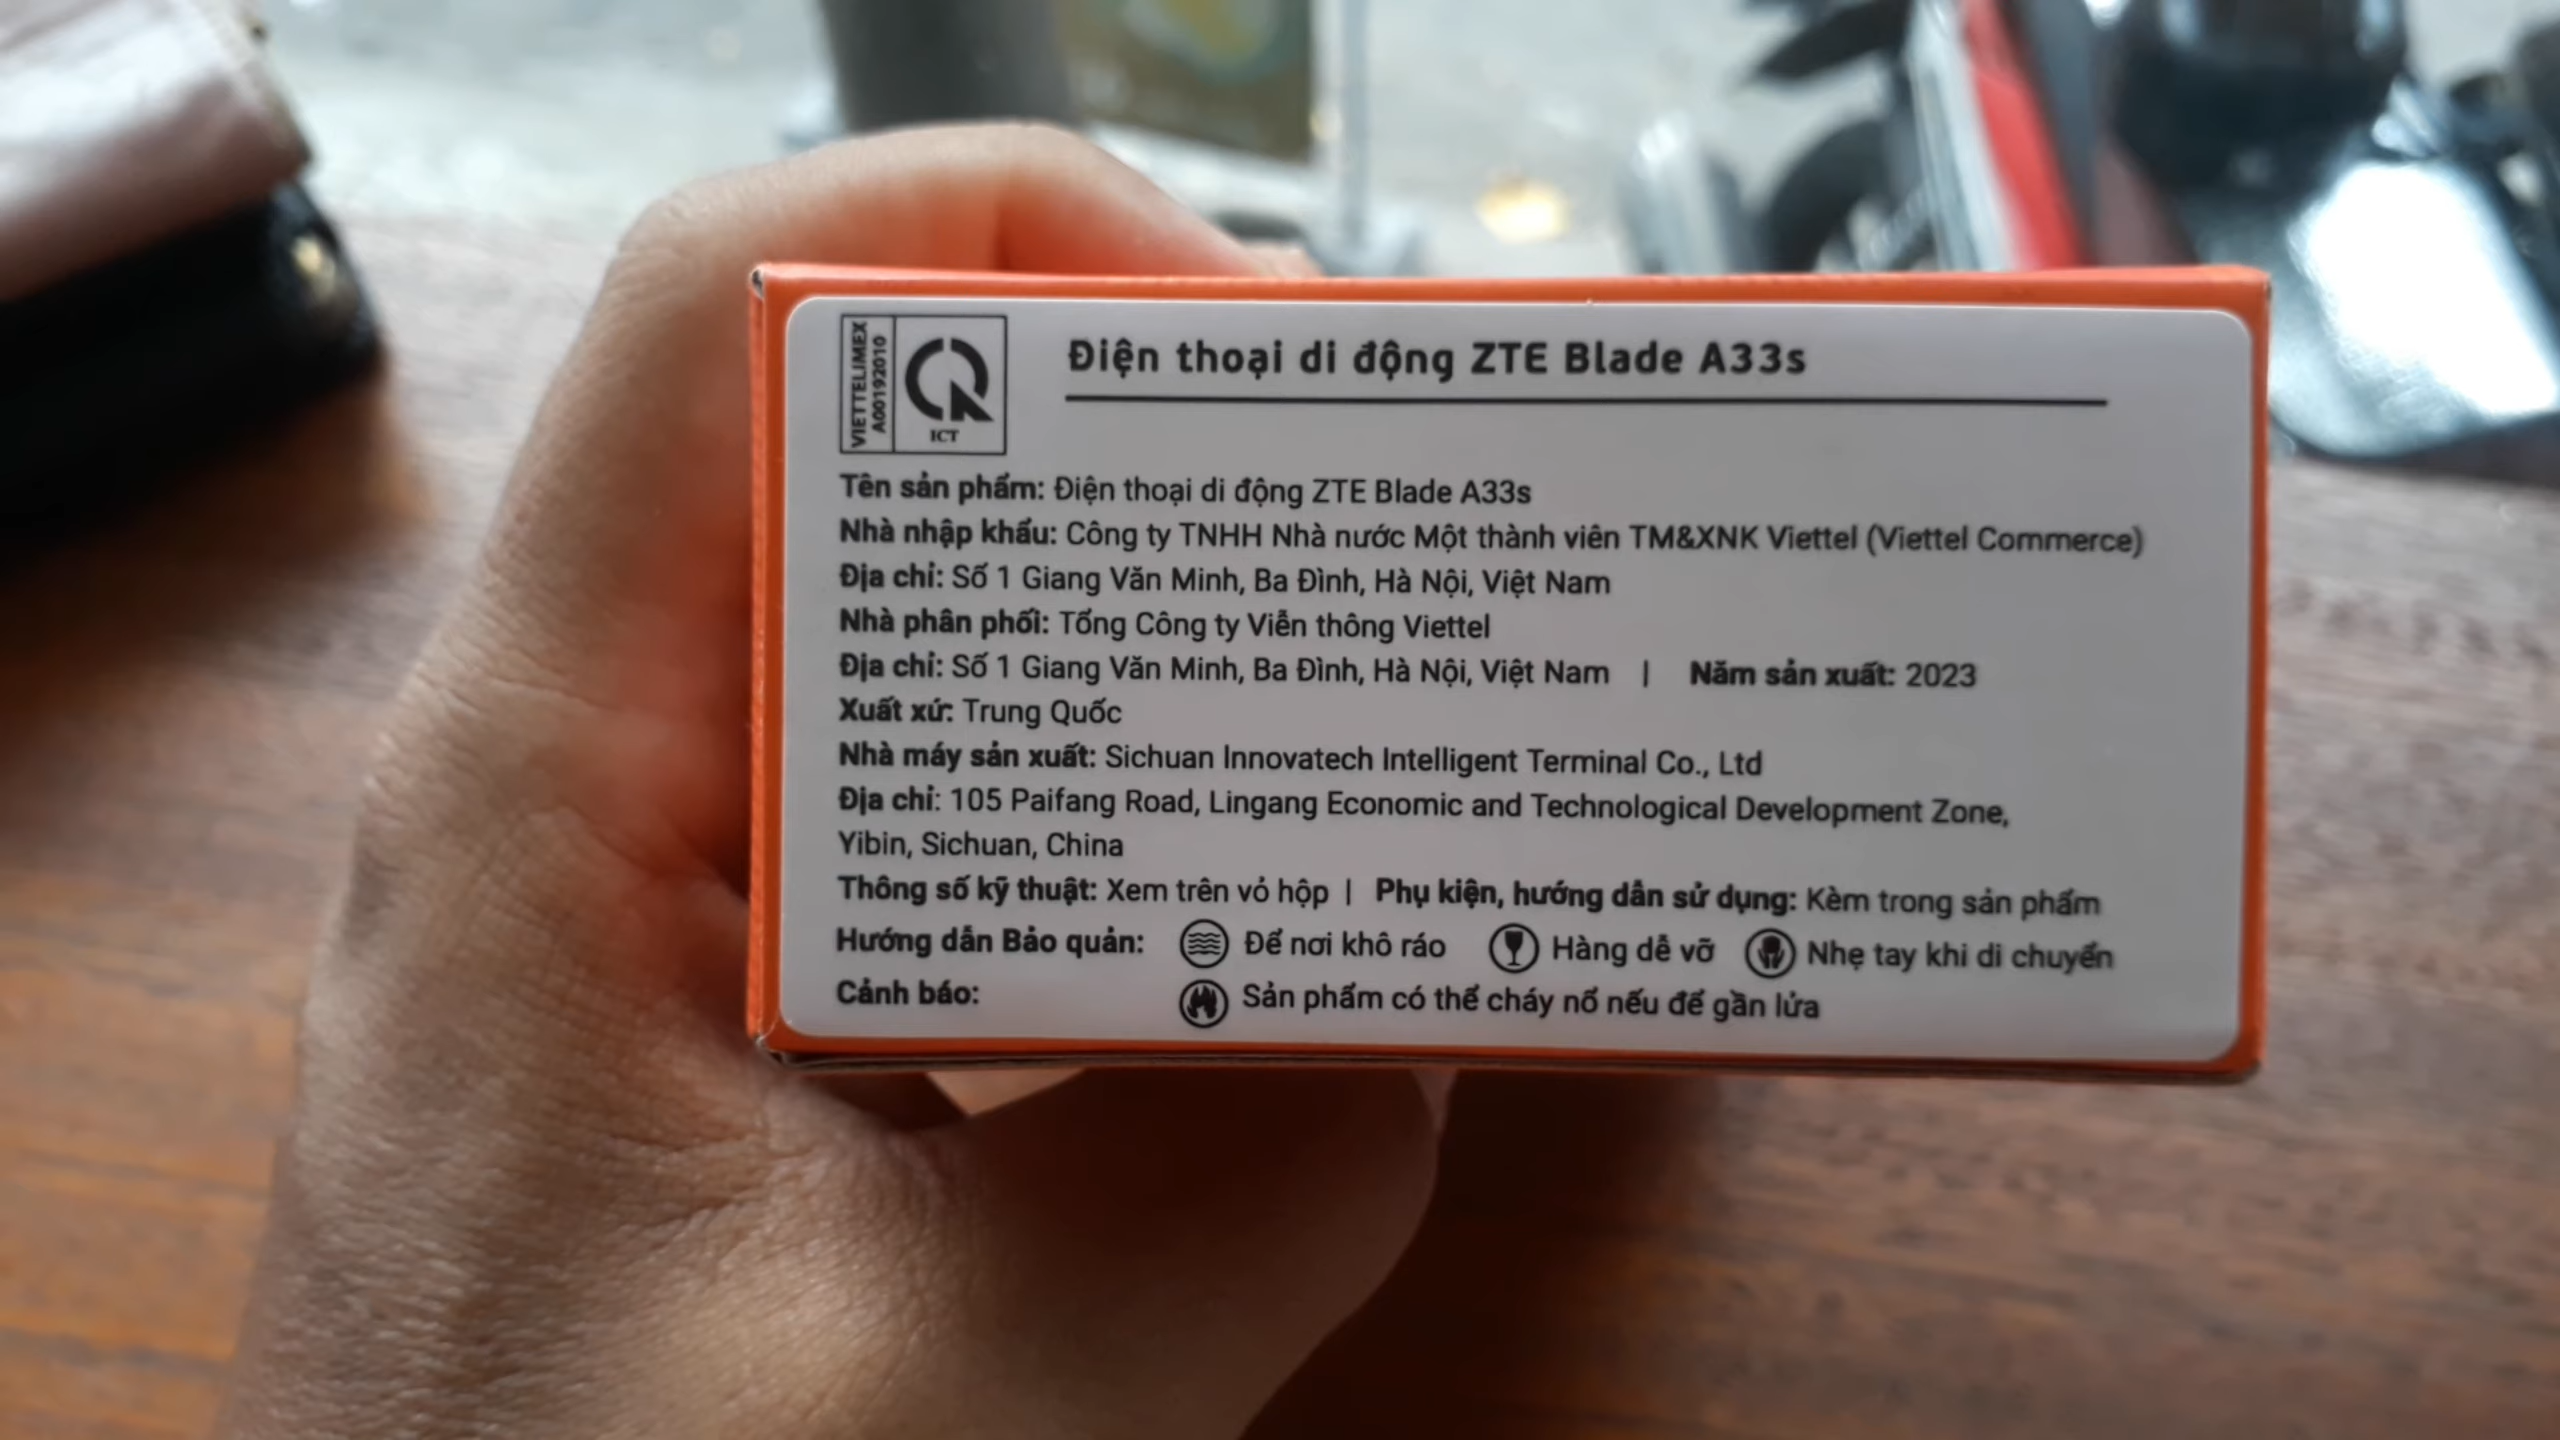 VIETTELIMEX
A00192010
ICT
Điện thoại di động ZTE Blade A33s
Tên sản phẩm: Điện thoại di động ZTE Blade A33s
Nhà nhập khẩu: Công ty TNHH Nhà nước Một thành viên TM&XNK Viettel (Viettel Commerce)
Địa chỉ: Số 1 Giang Văn Minh, Ba Đình, Hà Nội, Việt Nam
Nhà phân phối: Tổng Công ty Viễn thông Viettel
Địa chỉ: Số 1 Giang Văn Minh, Ba Đình, Hà Nội, Việt Nam | Năm sản xuất: 2023
Xuất xứ: Trung Quốc
Nhà máy sản xuất: Sichuan Innovatech Intelligent Terminal Co., Ltd
Địa chỉ: 105 Paifang Road, Lingang Economic and Technological Development Zone,
Yibin, Sichuan, China
Thông số kỹ thuật: Xem trên vỏ hộp | Phụ kiện, hướng dẫn sử dụng: Kèm trong sản phẩm
Hướng dẫn Bảo quản: Để nơi khô ráo Hàng dễ vỡ Nhẹ tay khi di chuyển
Cảnh báo: Sản phẩm có thể cháy nổ nếu để gần lửa